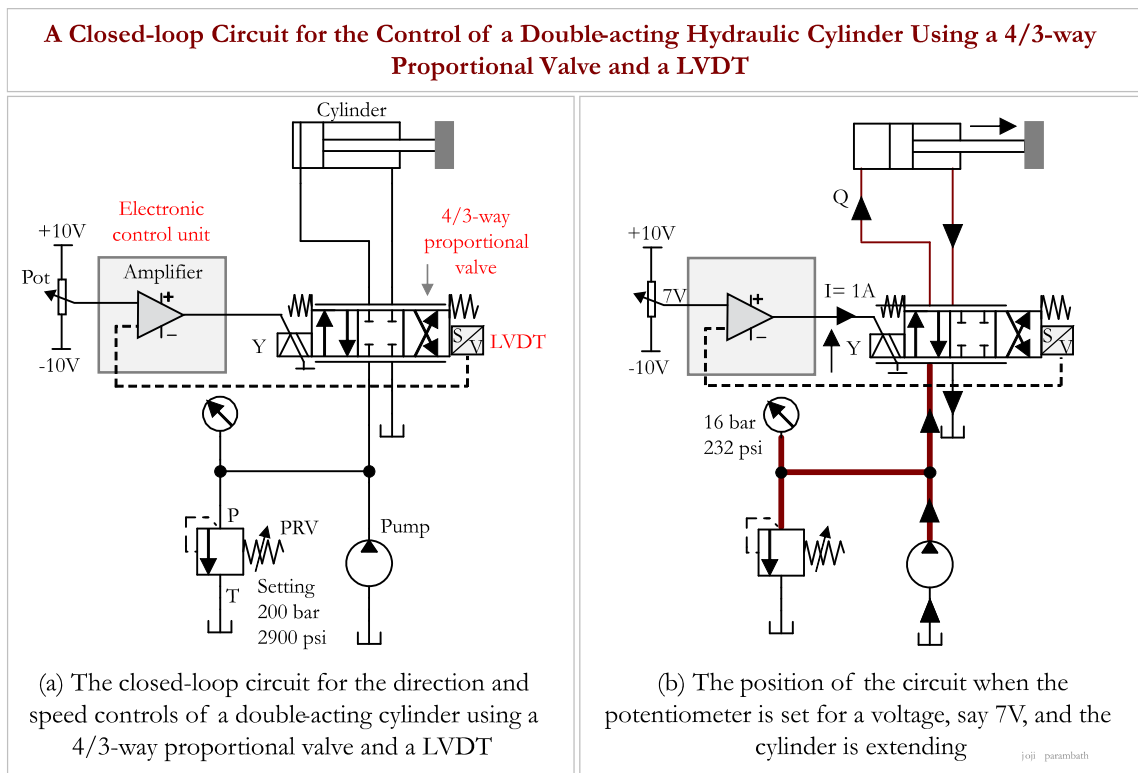 A Closed-loop Circuit for the Control of a Double-acting Hydraulic Cylinder Using a 4/3-way
Proportional Valve and a LVDT
Cylinder
Electronic
control unit
4/3-way
proportional
valve
+10V
Amplifier
Pot
+
−
-10V
Y
S
V
LVDT
P
PRV
Pump
T
Setting
200 bar
2900 psi
(a) The closed-loop circuit for the direction and
speed controls of a double-acting cylinder using a
4/3-way proportional valve and a LVDT
Q
+10V
7V
+
−
I= 1A
-10V
Y
S
V
16 bar
232 psi
(b) The position of the circuit when the
potentiometer is set for a voltage, say 7V, and the
cylinder is extending
joji parambath